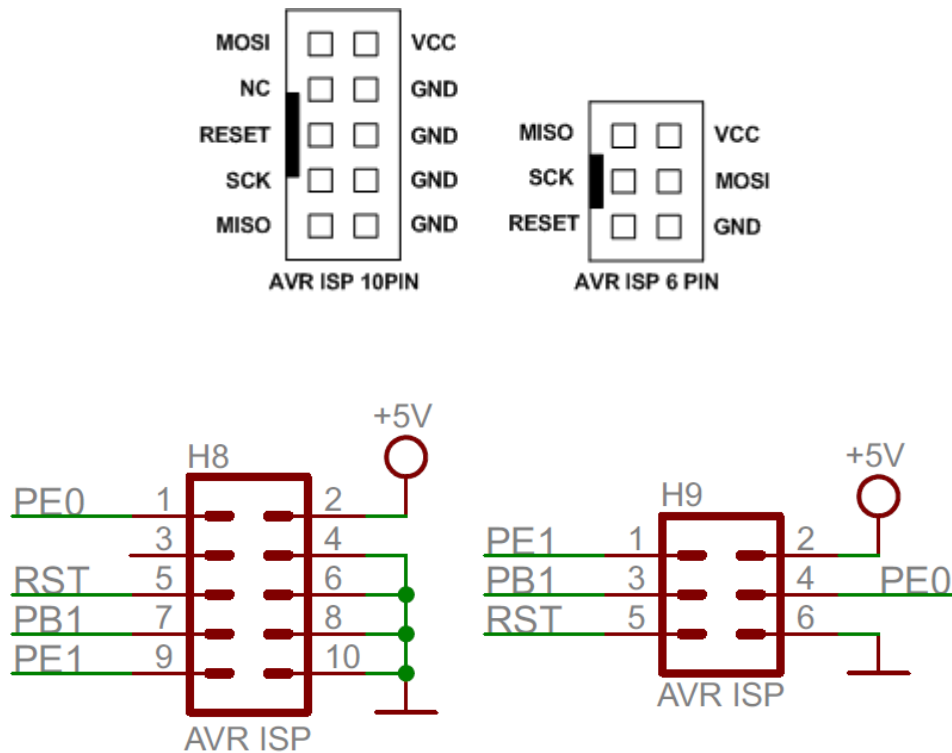 MOSI VCC
NC GND
RESET GND
SCK GND
MISO GND
AVR ISP 10PIN
MISO VCC
SCK MOSI
RESET GND
AVR ISP 6 PIN
+5V
H8
PE0 1 2
3 4
RST 5 6
PB1 7 8
PE1 9 10
AVR ISP
+5V
H9
PE1 1 2
PB1 3 4 PE0
RST 5 6
AVR ISP